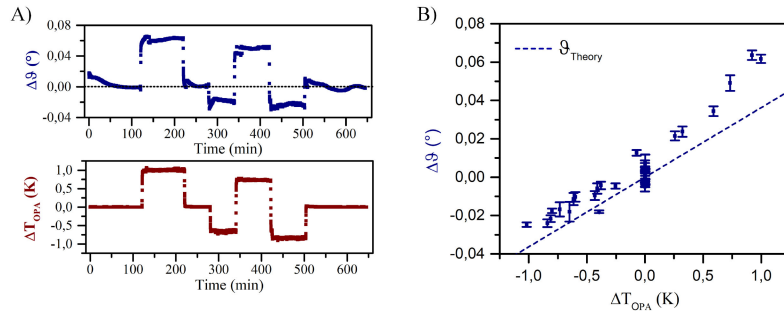 A)
0,08
0,04
0,00
-0,04
Δϑ (°)
0 100 200 300 400 500 600
Time (min)
1,0
0,5
0,0
-0,5
-1,0
ΔT_OPA (K)
0 100 200 300 400 500 600
Time (min)
B)
0,08
0,06
0,04
0,02
0,00
-0,02
-0,04
Δϑ (°)
ϑ_Theory
-1,0 -0,5 0,0 0,5 1,0
ΔT_OPA (K)